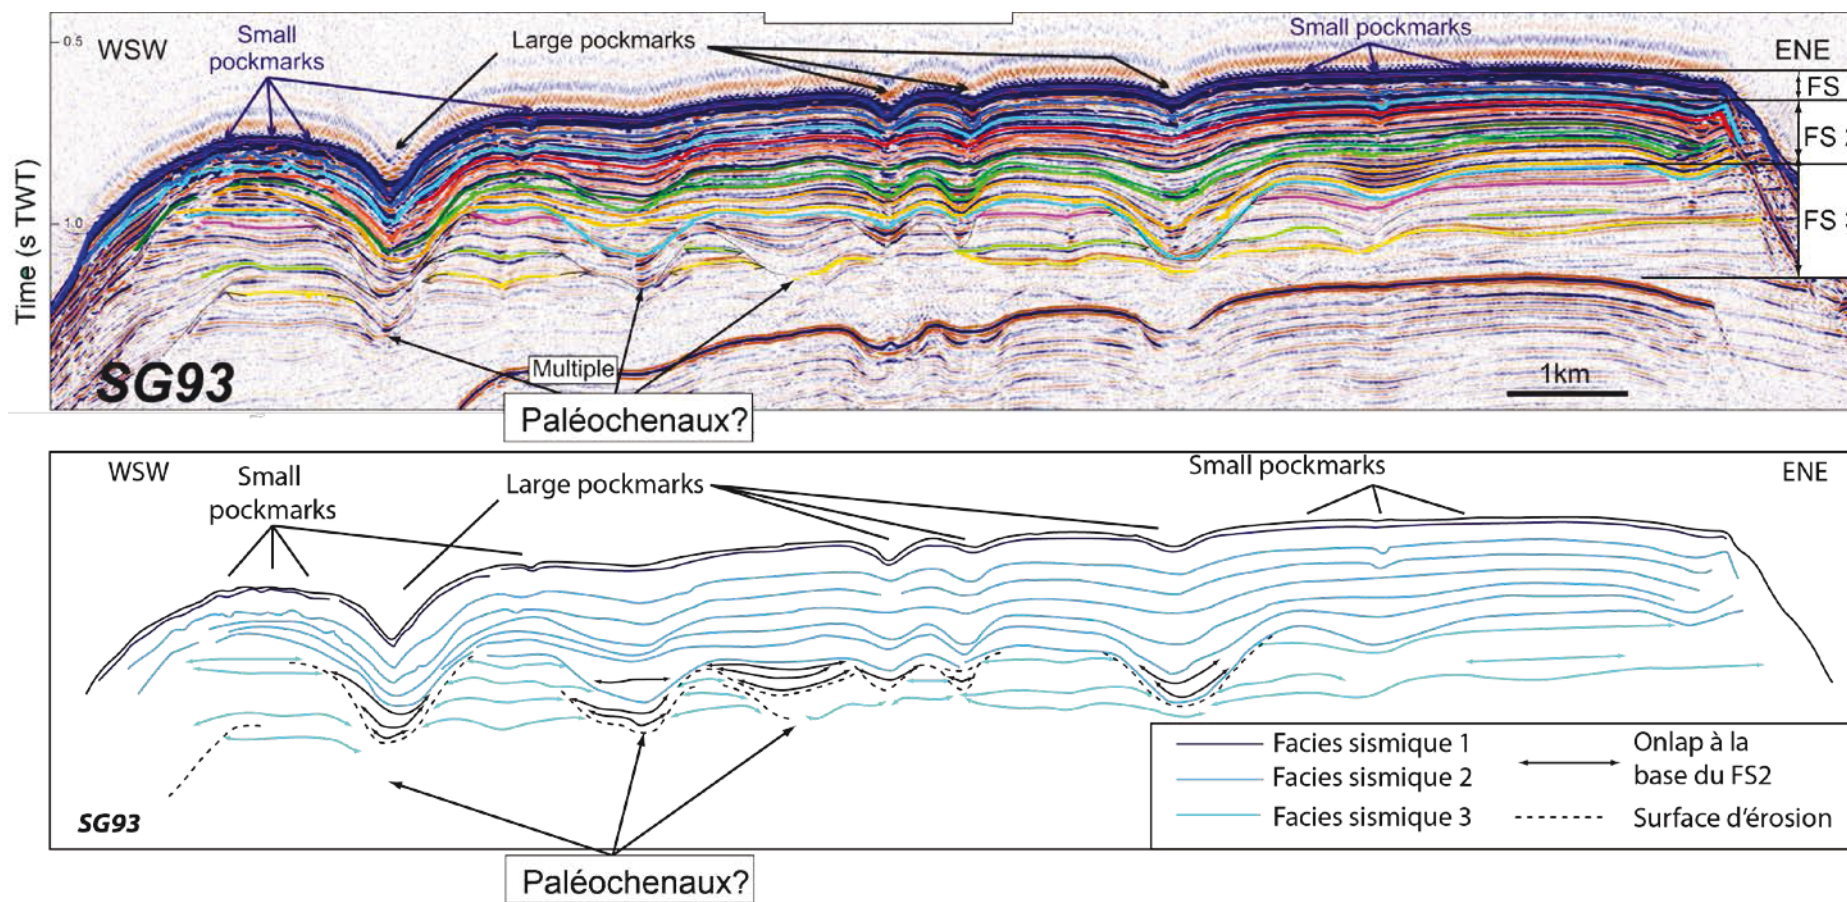 Small
pockmarks
Large pockmarks
Small pockmarks
WSW
ENE
0.5
1.0
Time (s TWT)
FS
FS 2
FS 3
Multiple
1km
SG93
Paléochenaux?
WSW
Small
pockmarks
Large pockmarks
Small pockmarks
ENE
Facies sismique 1
Facies sismique 2
Facies sismique 3
Onlap à la
base du FS2
Surface d'érosion
SG93
Paléochenaux?